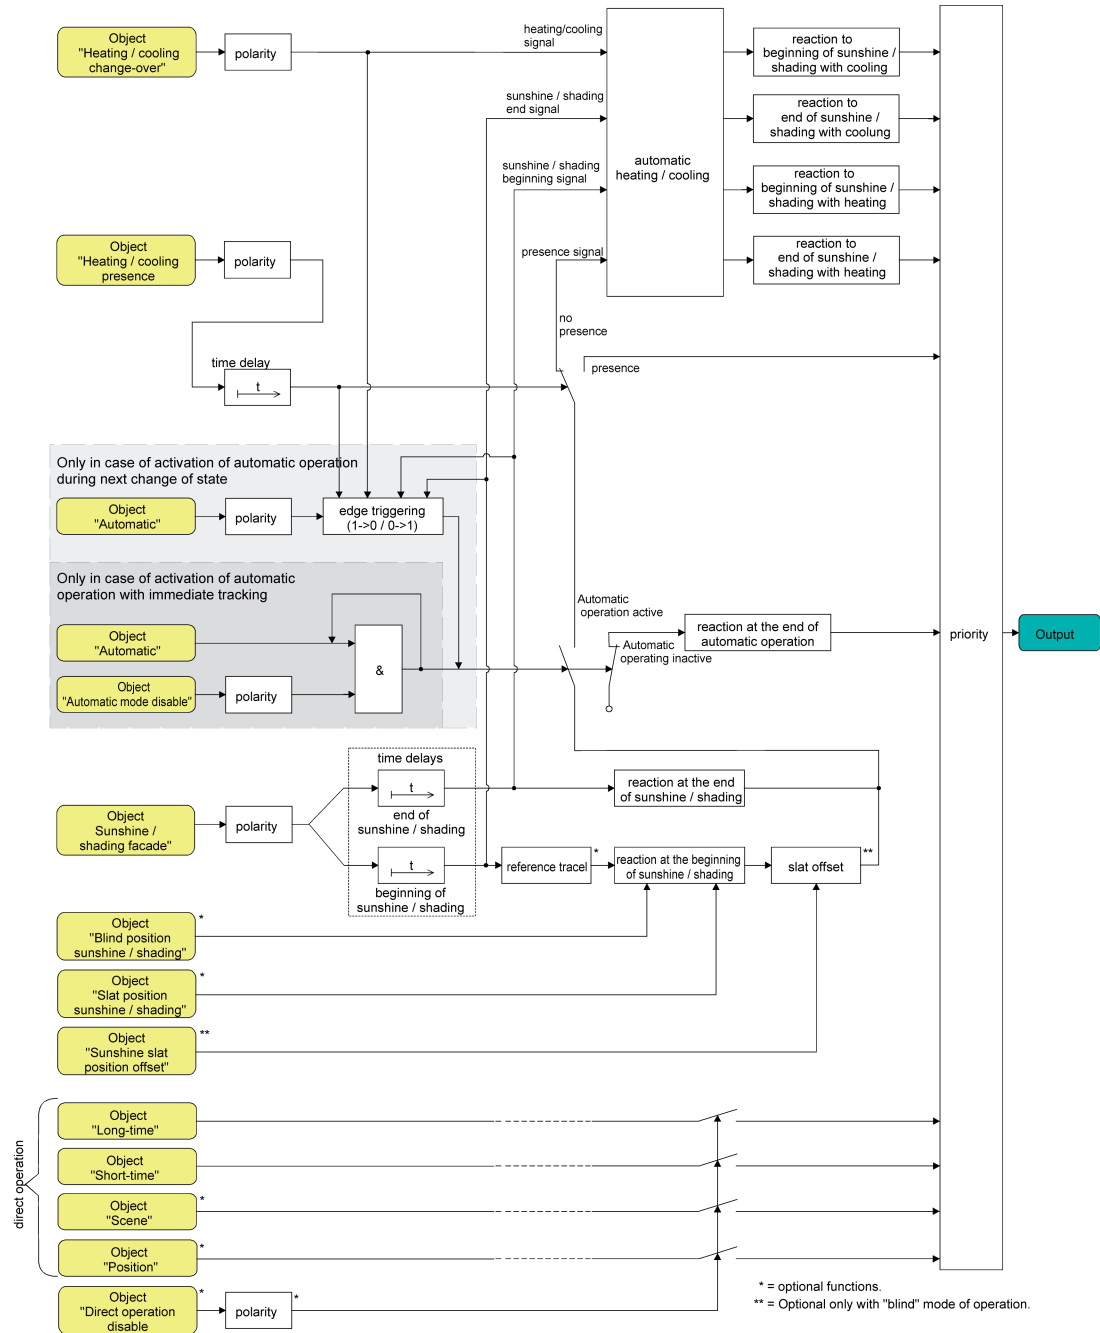 Object
"Heating / cooling
change-over"
polarity
heating/cooling
signal
sunshine / shading
end signal
sunshine / shading
beginning signal
presence signal
automatic
heating / cooling
reaction to
beginning of sunshine /
shading with cooling
reaction to
end of sunshine /
shading with coolung
reaction to
beginning of sunshine /
shading with heating
reaction to
end of sunshine /
shading with heating
Object
"Heating / cooling
presence
polarity
no
presence
presence
time delay
t
Only in case of activation of automatic operation
during next change of state
Object
"Automatic"
polarity
edge triggering
(1->0 / 0->1)
Only in case of activation of automatic
operation with immediate tracking
Object
"Automatic"
Object
"Automatic mode disable"
polarity
&
Automatic
operation active
Automatic
operating inactive
reaction at the end of
automatic operation
priority
Output
time delays
t
end of
sunshine / shading
t
beginning of
sunshine / shading
Object
Sunshine /
shading facade"
polarity
reaction at the end
of sunshine / shading
reference tracel
*
reaction at the beginning
of sunshine / shading
slat offset
**
Object
"Blind position
sunshine / shading"
*
Object
"Slat position
sunshine / shading"
*
Object
"Sunshine slat
position offset"
**
direct operation
Object
"Long-time"
Object
"Short-time"
Object
"Scene"
*
Object
"Position"
*
Object
"Direct operation
disable
*
polarity
*
* = optional functions.
** = Optional only with "blind" mode of operation.